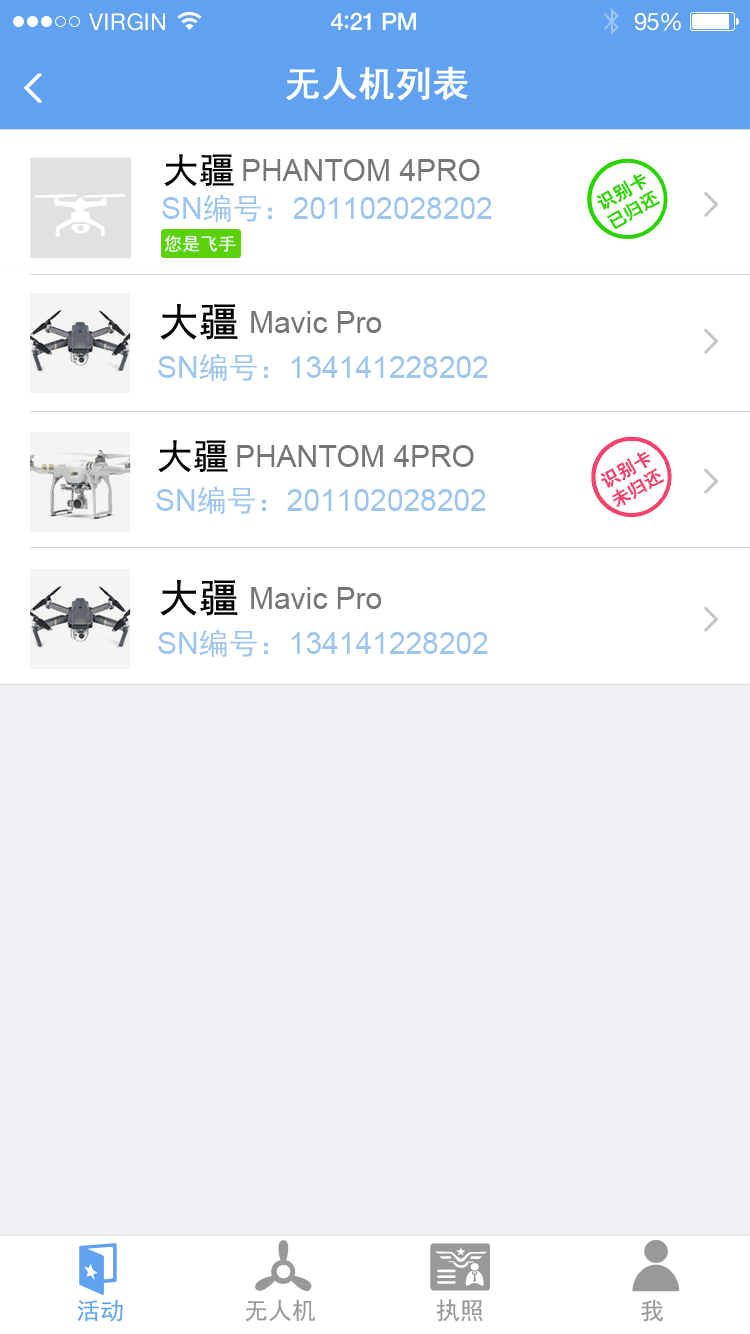 VIRGIN 4:21 PM 95%
无人机列表
大疆 PHANTOM 4PRO
SN编号：201102028202
您是飞手
识别卡
已归还
大疆 Mavic Pro
SN编号：134141228202
大疆 PHANTOM 4PRO
SN编号：201102028202
识别卡
未归还
大疆 Mavic Pro
SN编号：134141228202
活动 无人机 执照 我